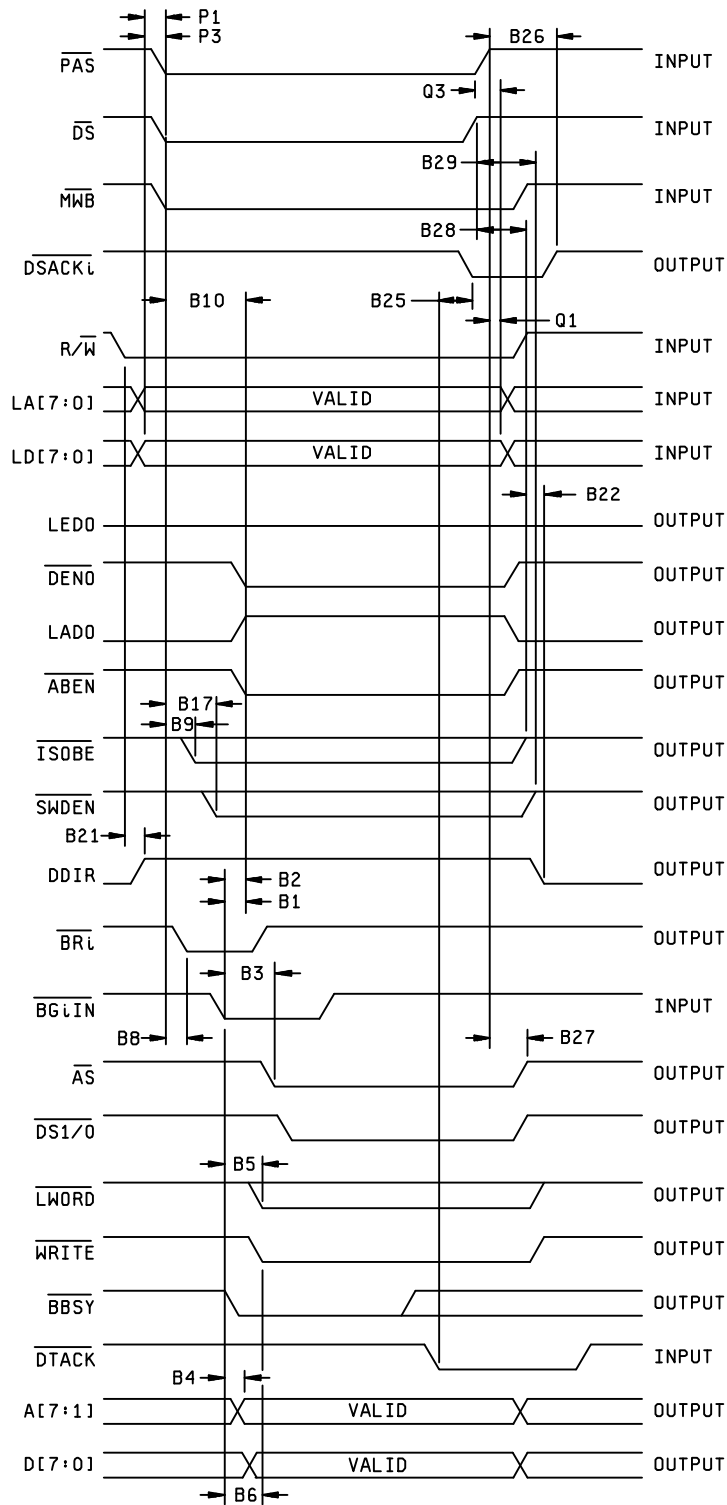 P1
P3
B26
PAS INPUT
Q3
DS INPUT
B29
MWB INPUT
B28
DSACKi OUTPUT
B10 B25
Q1
R/W INPUT
LA[7:0] VALID INPUT
LD[7:0] VALID INPUT
B22
LEDO OUTPUT
DENO OUTPUT
LADO OUTPUT
ABEN OUTPUT
B17
B9
ISOBE OUTPUT
SWDEN OUTPUT
B21
DDIR OUTPUT
B2
B1
BRi OUTPUT
B3
BGiIN INPUT
B8 B27
AS OUTPUT
DS1/0 OUTPUT
B5
LWORD OUTPUT
WRITE OUTPUT
BBSY OUTPUT
DTACK INPUT
B4
A[7:1] VALID OUTPUT
D[7:0] VALID OUTPUT
B6